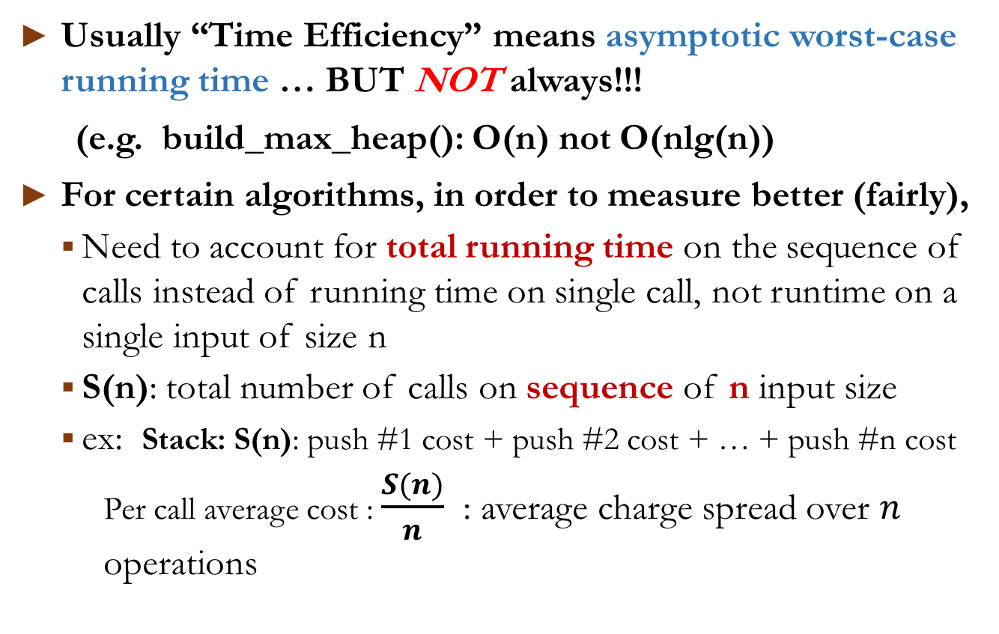 ► Usually “Time Efficiency” means asymptotic worst-case
running time … BUT NOT always!!!
(e.g. build_max_heap(): O(n) not O(nlg(n))
► For certain algorithms, in order to measure better (fairly),
▪ Need to account for total running time on the sequence of
calls instead of running time on single call, not runtime on a
single input of size n
▪ S(n): total number of calls on sequence of n input size
▪ ex: Stack: S(n): push #1 cost + push #2 cost + … + push #n cost
Per call average cost : S(n)/n : average charge spread over n
operations